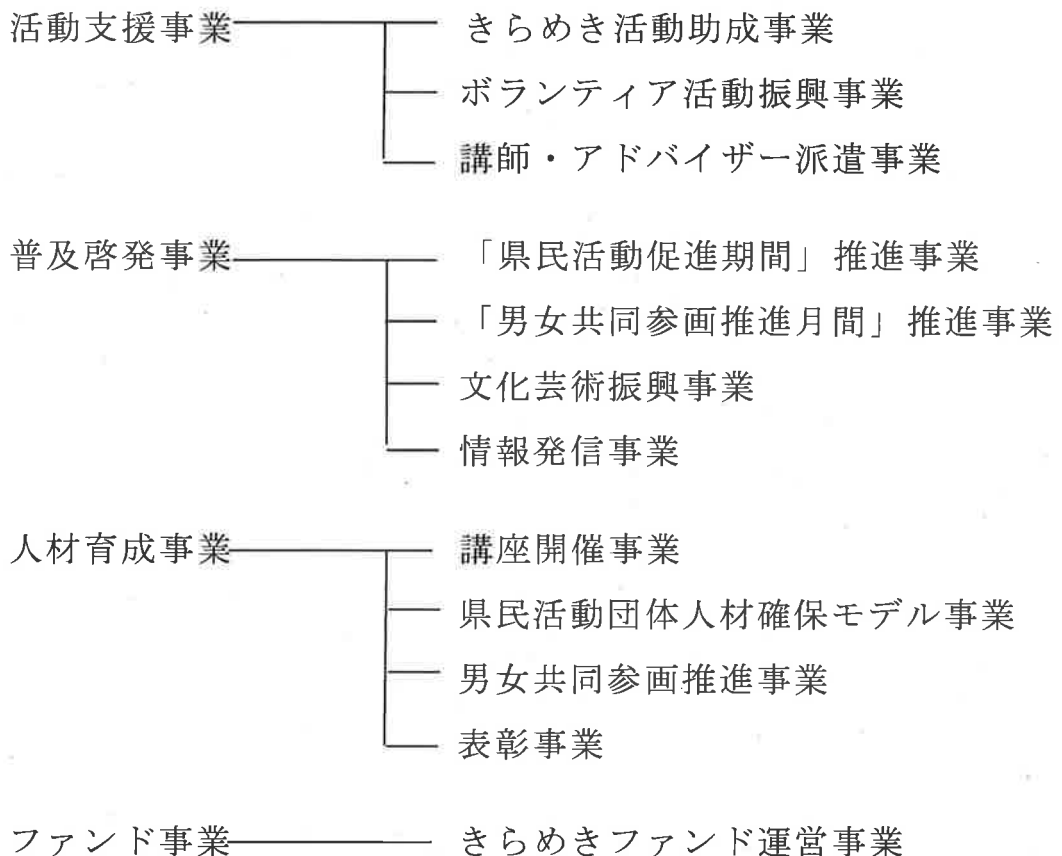 活動支援事業 きらめき活動助成事業
ボランティア活動振興事業
講師・アドバイザー派遣事業
普及啓発事業 「県民活動促進期間」推進事業
「男女共同参画推進月間」推進事業
文化芸術振興事業
情報発信事業
人材育成事業 講座開催事業
県民活動団体人材確保モデル事業
男女共同参画推進事業
表彰事業
ファンド事業 きらめきファンド運営事業